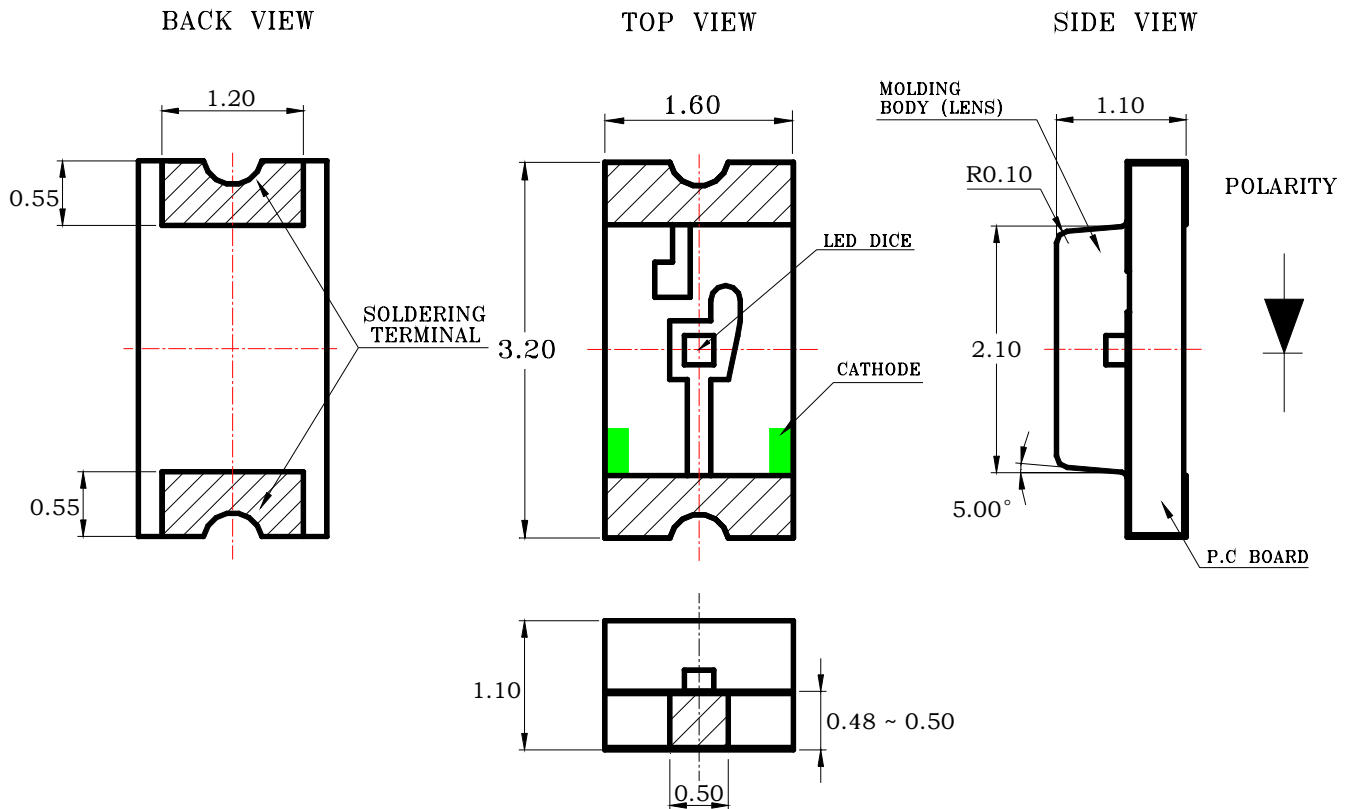 BACK VIEW
TOP VIEW
SIDE VIEW
1.20
1.60
MOLDING
BODY (LENS)
1.10
0.55
R0.10
POLARITY
LED DICE
SOLDERING
TERMINAL
3.20
2.10
CATHODE
0.55
5.00°
P.C BOARD
1.10
0.48 ~ 0.50
0.50